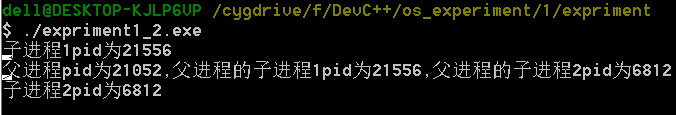 dell@DESKTOP-KJLP6UP /cygdrive/f/DevC++/os_experiment/1/expriment
$ ./expriment1_2.exe
子进程1pid为21556
父进程pid为21052,父进程的子进程1pid为21556,父进程的子进程2pid为6812
子进程2pid为6812